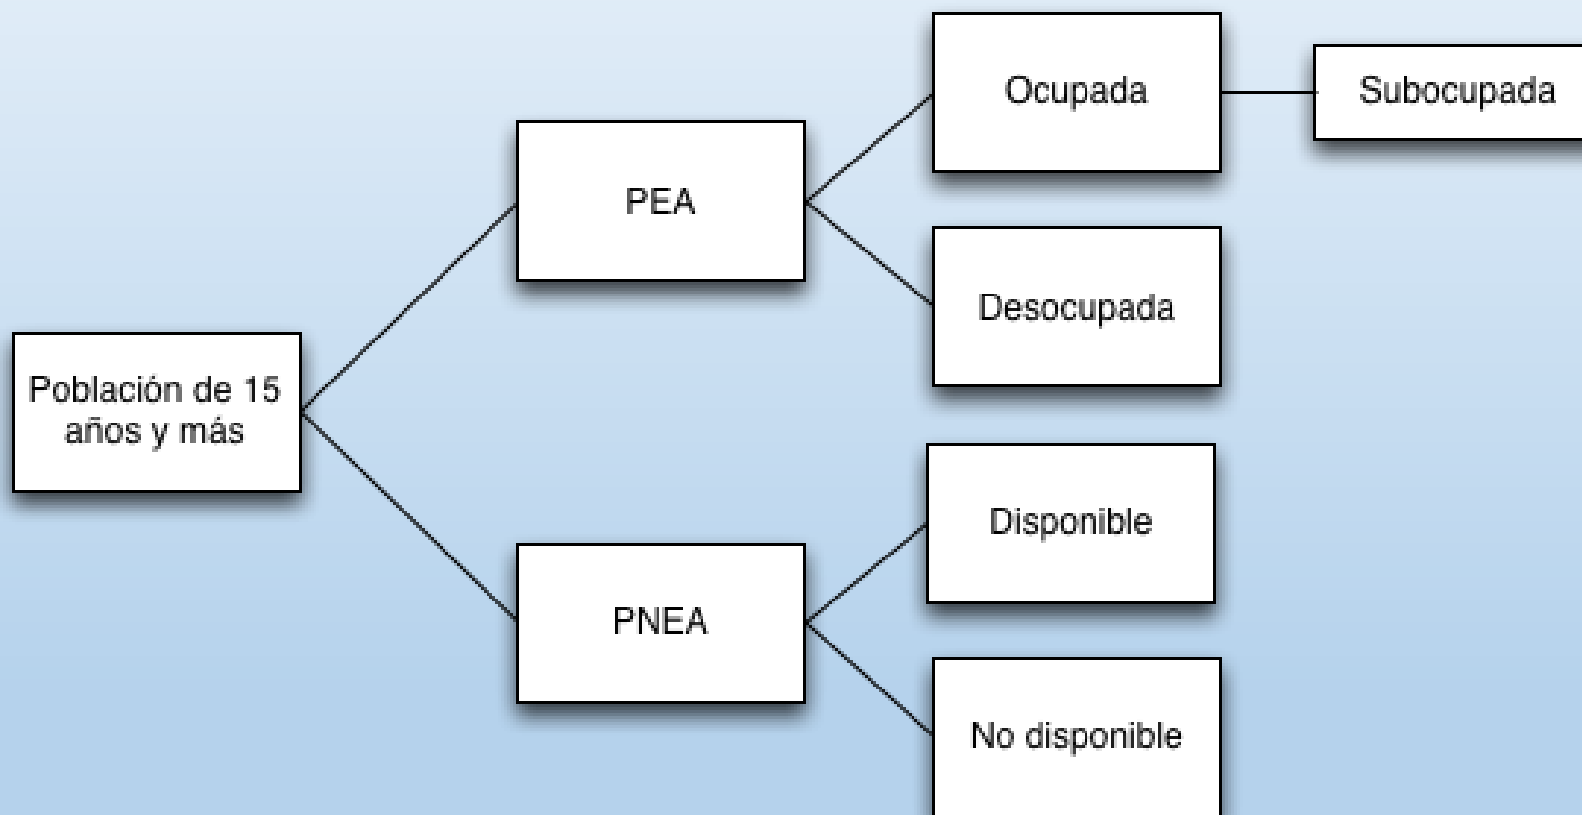 Ocupada
Subocupada
PEA
Desocupada
Población de 15
años y más
Disponible
PNEA
No disponible